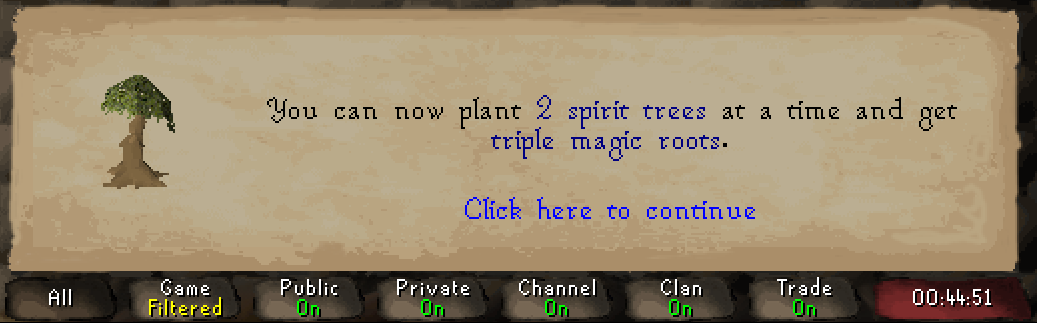 You can now plant 2 spirit trees at a time and get
triple magic roots.
Click here to continue
All
Game
Filtered
Public
On
Private
On
Channel
On
Clan
On
Trade
On
00:44:51